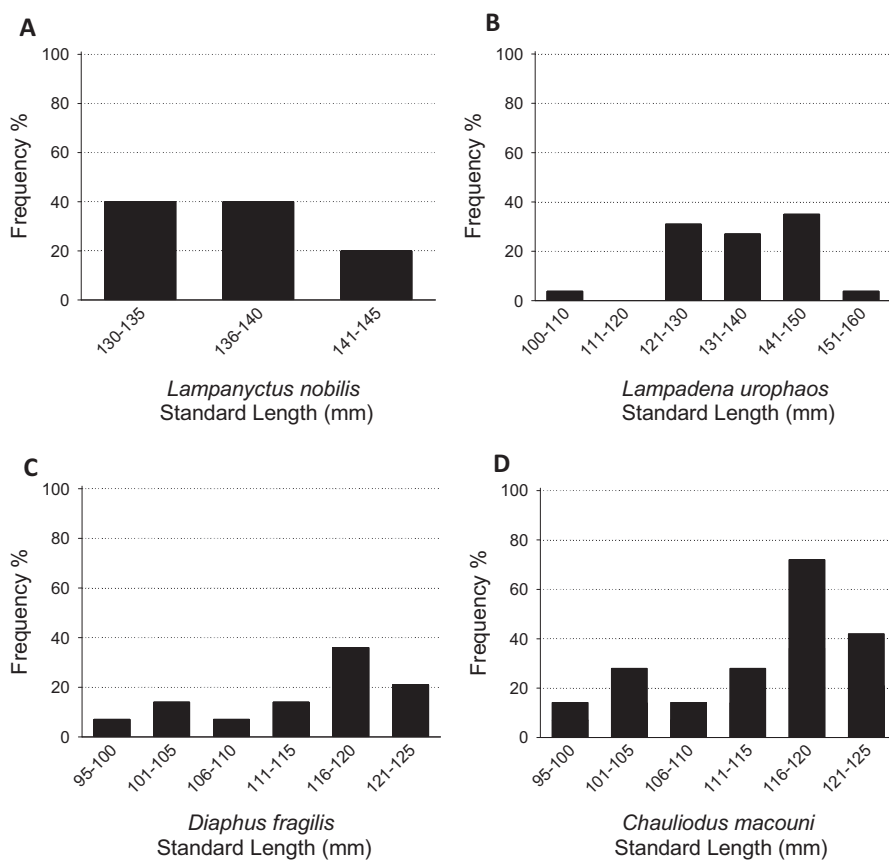 A
Frequency %
100
80
60
40
20
0
130-135
136-140
141-145
Lampanyctus nobilis
Standard Length (mm)
B
Frequency %
100
80
60
40
20
0
100-110
111-120
121-130
131-140
141-150
151-160
Lampadena urophaos
Standard Length (mm)
C
Frequency %
100
80
60
40
20
0
95-100
101-105
106-110
111-115
116-120
121-125
Diaphus fragilis
Standard Length (mm)
D
Frequency %
100
80
60
40
20
0
95-100
101-105
106-110
111-115
116-120
121-125
Chauliodus macouni
Standard Length (mm)